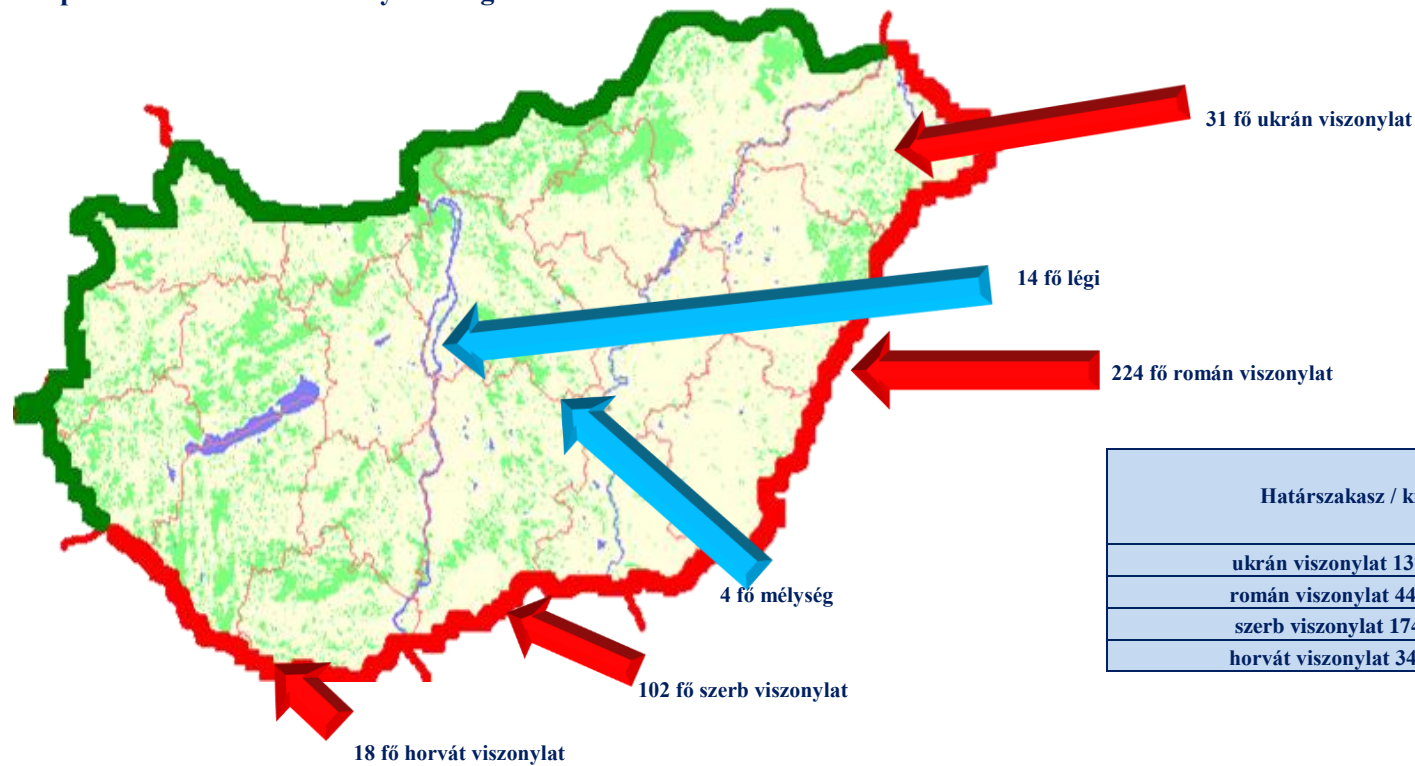 31 fő ukrán viszonylat
14 fő légi
224 fő román viszonylat
4 fő mélység
102 fő szerb viszonylat
18 fő horvát viszonylat
Határszakasz /
ukrán viszonylat 13
román viszonylat 44
szerb viszonylat 174
horvát viszonylat 34